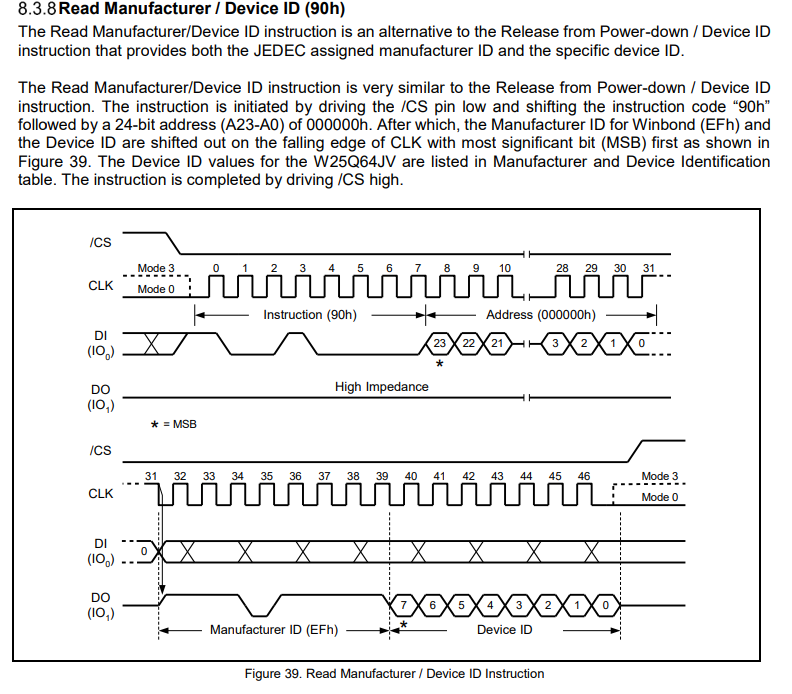 8.3.8 Read Manufacturer / Device ID (90h)
The Read Manufacturer/Device ID instruction is an alternative to the Release from Power-down / Device ID
instruction that provides both the JEDEC assigned manufacturer ID and the specific device ID.
The Read Manufacturer/Device ID instruction is very similar to the Release from Power-down / Device ID
instruction. The instruction is initiated by driving the /CS pin low and shifting the instruction code “90h”
followed by a 24-bit address (A23-A0) of 000000h. After which, the Manufacturer ID for Winbond (EFh) and
the Device ID are shifted out on the falling edge of CLK with most significant bit (MSB) first as shown in
Figure 39. The Device ID values for the W25Q64JV are listed in Manufacturer and Device Identification
table. The instruction is completed by driving /CS high.
/CS
Mode 3 0 1 2 3 4 5 6 7 8 9 10 28 29 30 31
CLK Mode 0
Instruction (90h) Address (000000h)
DI
(IO0) 23 22 21 3 2 1 0
*
DO High Impedance
(IO1)
* = MSB
/CS
31 32 33 34 35 36 37 38 39 40 41 42 43 44 45 46 Mode 3
CLK Mode 0
DI
(IO0) 0
DO
(IO1) 7 6 5 4 3 2 1 0
*
Manufacturer ID (EFh) Device ID
Figure 39. Read Manufacturer / Device ID Instruction